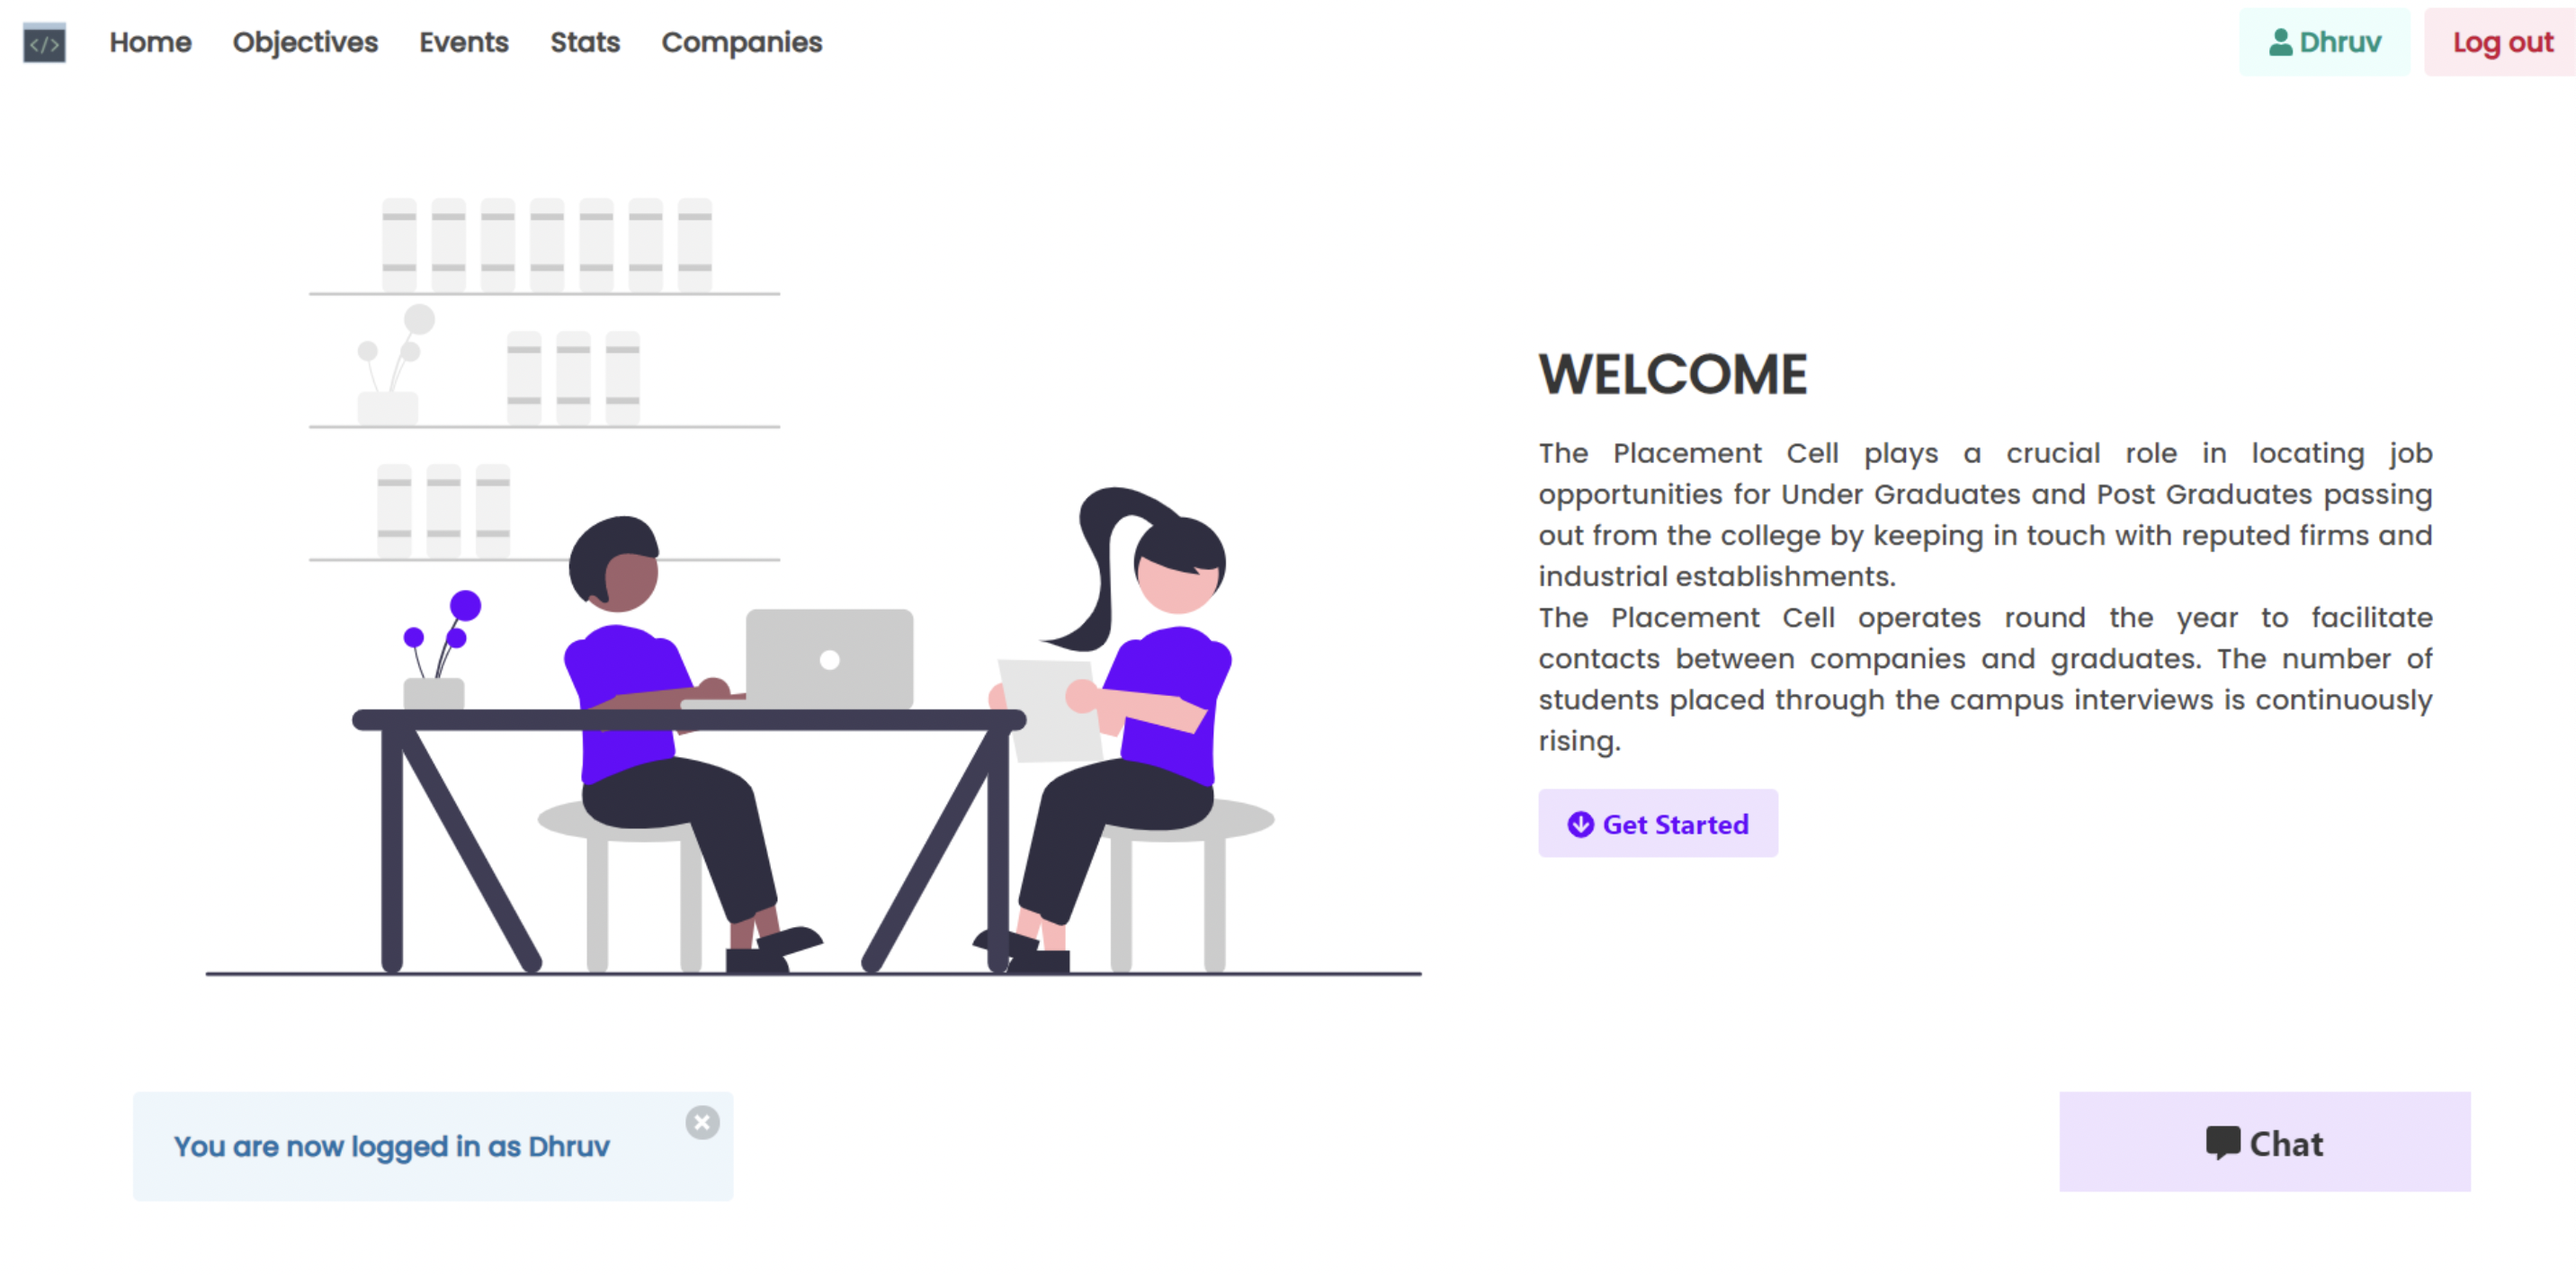 </>
Home Objectives Events Stats Companies Dhruv Log out
WELCOME
The Placement Cell plays a crucial role in locating job
opportunities for Under Graduates and Post Graduates passing
out from the college by keeping in touch with reputed firms and
industrial establishments.
The Placement Cell operates round the year to facilitate
contacts between companies and graduates. The number of
students placed through the campus interviews is continuously
rising.
Get Started
You are now logged in as Dhruv
Chat